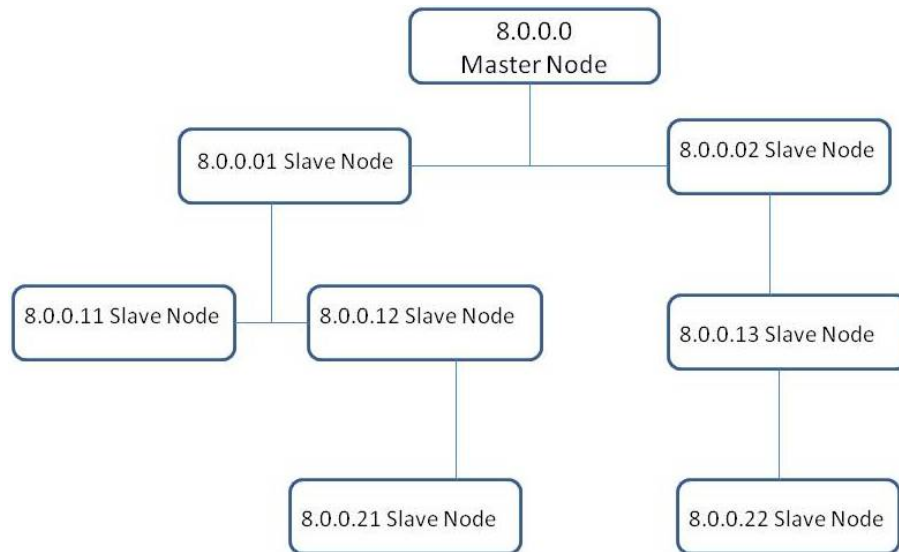 8.0.0.0
Master Node
8.0.0.01 Slave Node
8.0.0.02 Slave Node
8.0.0.11 Slave Node
8.0.0.12 Slave Node
8.0.0.13 Slave Node
8.0.0.21 Slave Node
8.0.0.22 Slave Node